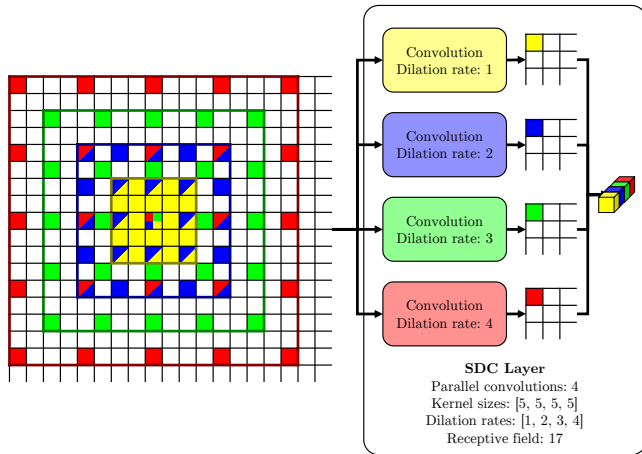 Convolution
Dilation rate: 1
Convolution
Dilation rate: 2
Convolution
Dilation rate: 3
Convolution
Dilation rate: 4
SDC Layer
Parallel convolutions: 4
Kernel sizes: [5, 5, 5, 5]
Dilation rates: [1, 2, 3, 4]
Receptive field: 17